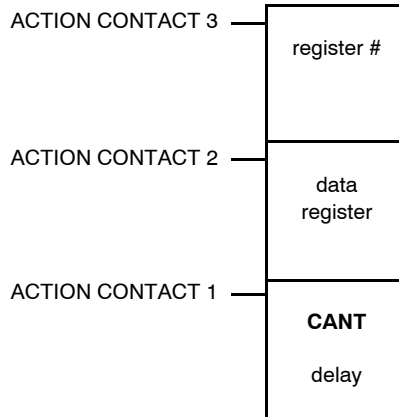 ACTION CONTACT 3
register #
ACTION CONTACT 2
data
register
ACTION CONTACT 1
CANT
delay